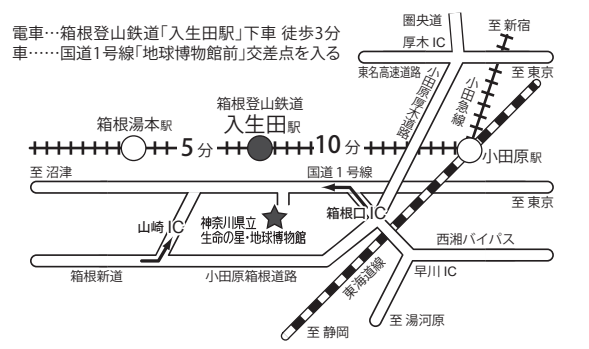 電車…箱根登山鉄道「入生田駅」下車 徒歩3分
車……国道1号線「地球博物館前」交差点を入る
圏央道
厚木 IC
至 新宿
東名高速道路
小田原厚木道路
小田急線
至 東京
箱根登山鉄道
箱根湯本駅
入生田駅
5分
10分
小田原駅
至 沼津
国道1号線
至 東京
山崎 IC
神奈川県立
生命の星・地球博物館
箱根口IC
西湘バイパス
箱根新道
小田原箱根道路
東海道線
早川 IC
至 静岡
至 湯河原